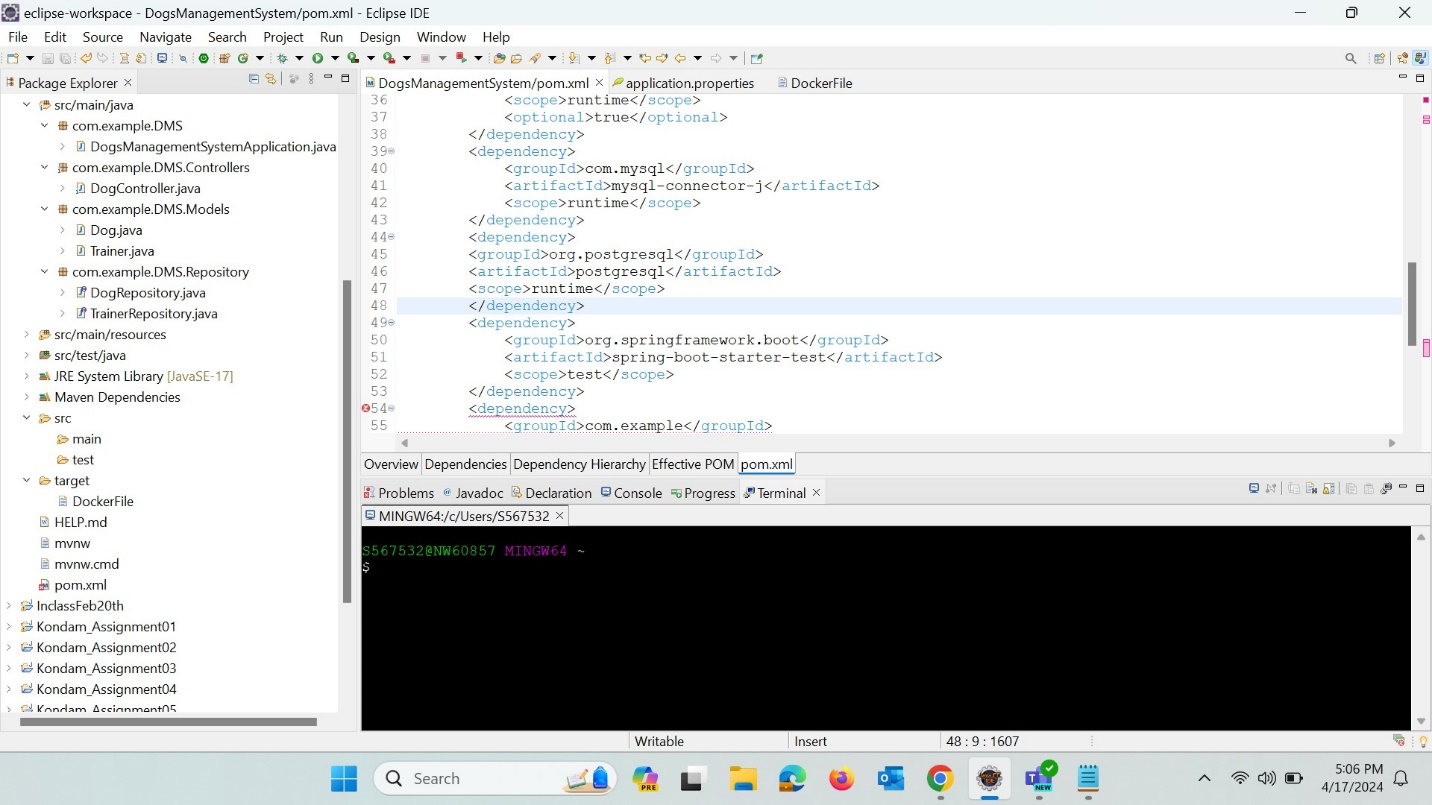 eclipse-workspace - DogsManagementSystem/pom.xml - Eclipse IDE
File Edit Source Navigate Search Project Run Design Window Help
Package Explorer
src/main/java
com.example.DMS
DogsManagementSystemApplication.java
com.example.DMS.Controllers
DogController.java
com.example.DMS.Models
Dog.java
Trainer.java
com.example.DMS.Repository
DogRepository.java
TrainerRepository.java
src/main/resources
src/test/java
JRE System Library [JavaSE-17]
Maven Dependencies
src
main
test
target
DockerFile
HELP.md
mvnw
mvnw.cmd
pom.xml
InclassFeb20th
Kondam_Assignment01
Kondam_Assignment02
Kondam_Assignment03
Kondam_Assignment04
Kondam_Assignment05
DogsManagementSystem/pom.xml application.properties DockerFile
36 <scope>runtime</scope>
37 <optional>true</optional>
38 </dependency>
39 <dependency>
40 <groupId>com.mysql</groupId>
41 <artifactId>mysql-connector-j</artifactId>
42 <scope>runtime</scope>
43 </dependency>
44 <dependency>
45 <groupId>org.postgresql</groupId>
46 <artifactId>postgresql</artifactId>
47 <scope>runtime</scope>
48 </dependency>
49 <dependency>
50 <groupId>org.springframework.boot</groupId>
51 <artifactId>spring-boot-starter-test</artifactId>
52 <scope>test</scope>
53 </dependency>
54 <dependency>
55 <groupId>com.example</groupId>
Overview Dependencies Dependency Hierarchy Effective POM pom.xml
Problems Javadoc Declaration Console Progress Terminal
MINGW64:/c/Users/S567532
S567532@NW60857 MINGW64 ~
$
Writable Insert 48 : 9 : 1607
Search
PRE
NEW
5:06 PM
4/17/2024